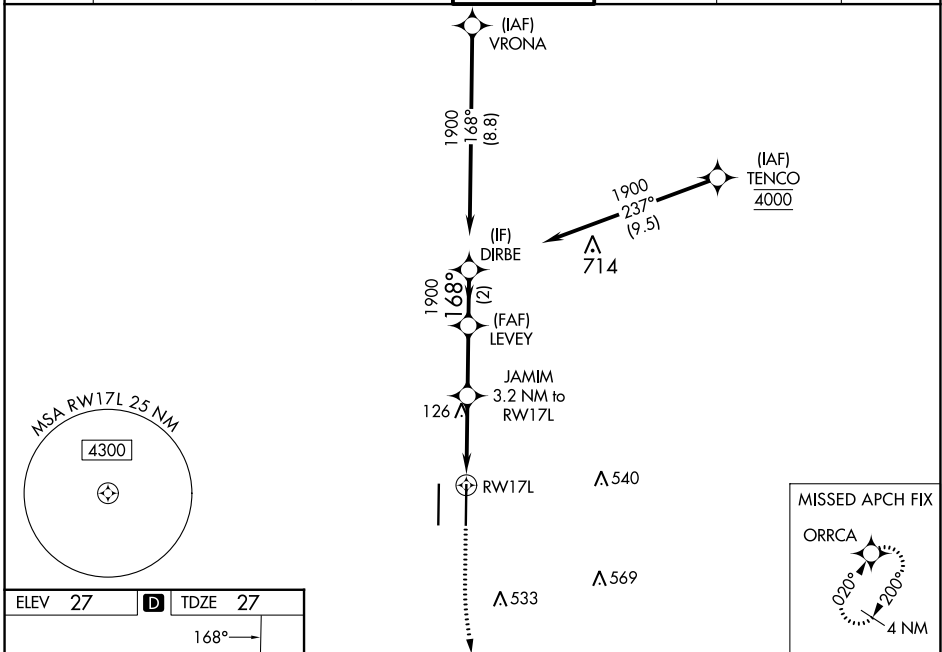 (IAF)
VRONA
1900
168°
(8.8)
(IAF)
TENCO
4000
1900
237°
(9.5)
714
(IF)
DIRBE
1900
168°
(2)
(FAF)
LEVEY
JAMIM
3.2 NM to
RW17L
126
MSA RW17L 25 NM
4300
RW17L
540
MISSED APCH FIX
ORRCA
020°
200°
4 NM
569
533
ELEV 27 D TDZE 27
168°